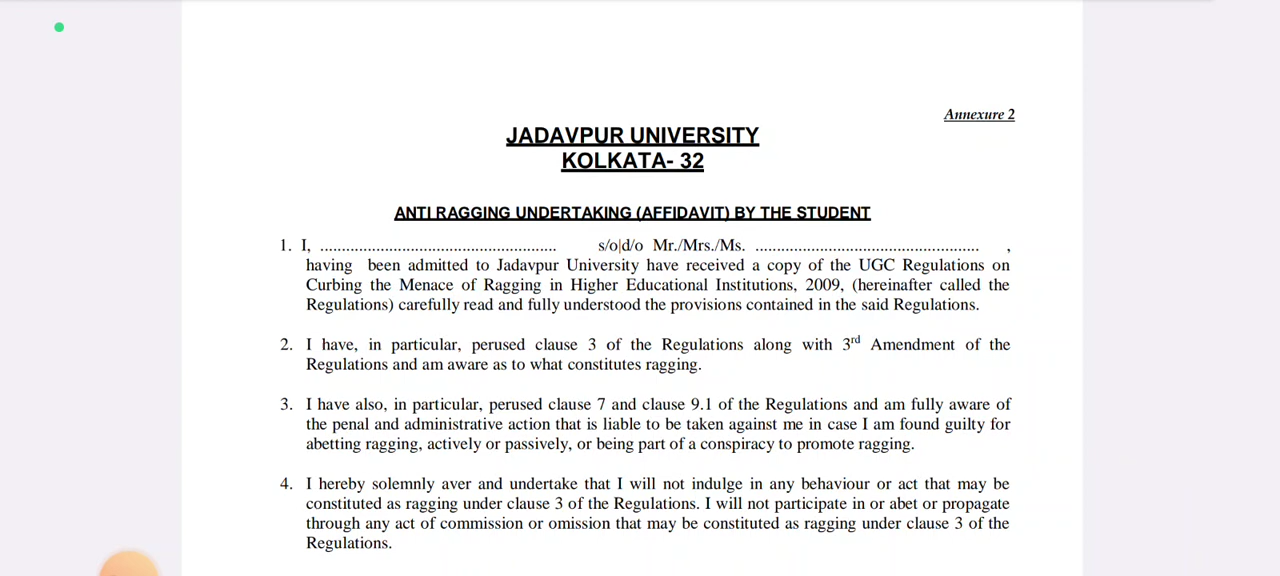 Annexure 2
JADAVPUR UNIVERSITY
KOLKATA- 32
ANTI RAGGING UNDERTAKING (AFFIDAVIT) BY THE STUDENT
1. I, ...................................................... s/o|d/o Mr./Mrs./Ms. .................................................... ,
having been admitted to Jadavpur University have received a copy of the UGC Regulations on
Curbing the Menace of Ragging in Higher Educational Institutions, 2009, (hereinafter called the
Regulations) carefully read and fully understood the provisions contained in the said Regulations.
2. I have, in particular, perused clause 3 of the Regulations along with 3rd Amendment of the
Regulations and am aware as to what constitutes ragging.
3. I have also, in particular, perused clause 7 and clause 9.1 of the Regulations and am fully aware of
the penal and administrative action that is liable to be taken against me in case I am found guilty for
abetting ragging, actively or passively, or being part of a conspiracy to promote ragging.
4. I hereby solemnly aver and undertake that I will not indulge in any behaviour or act that may be
constituted as ragging under clause 3 of the Regulations. I will not participate in or abet or propagate
through any act of commission or omission that may be constituted as ragging under clause 3 of the
Regulations.